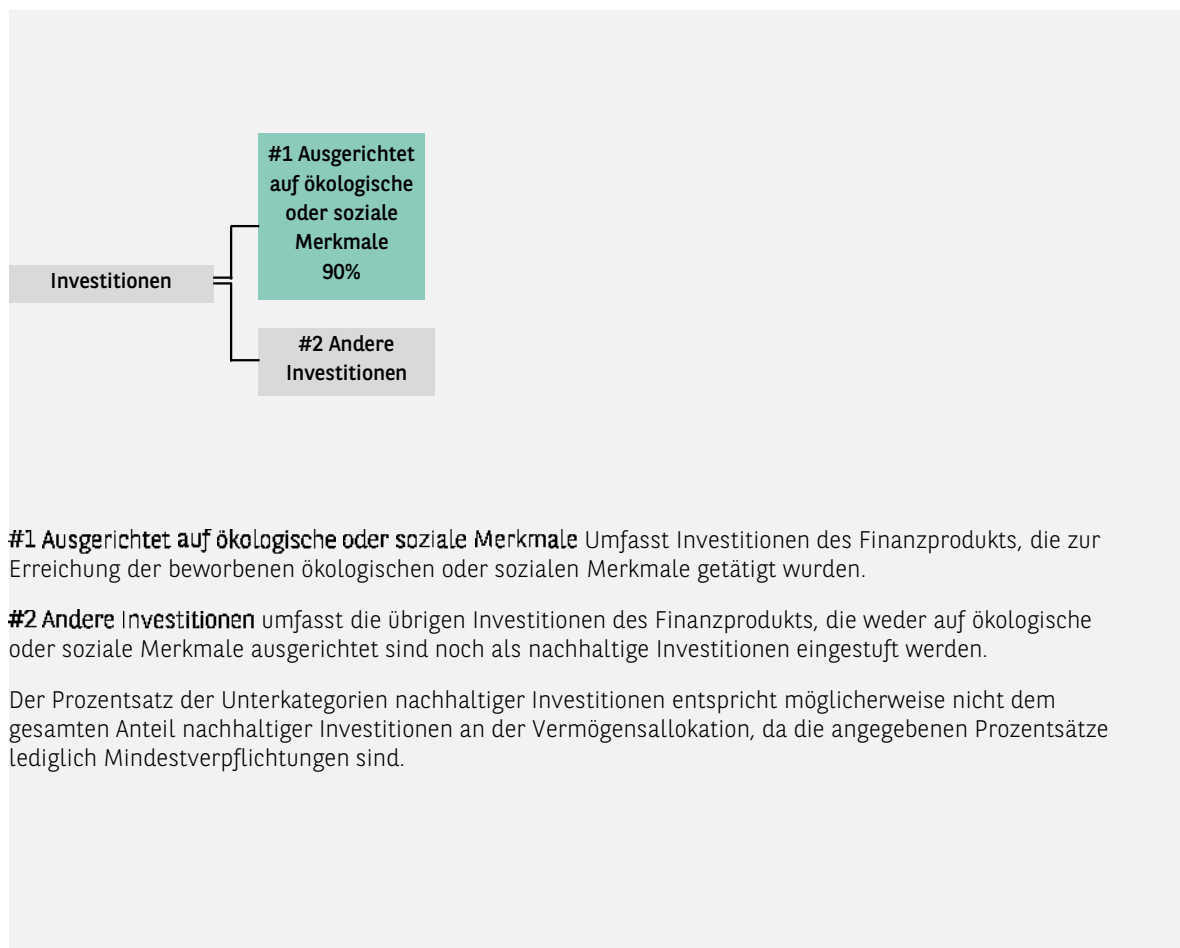 #1 Ausgerichtet
auf ökologische
oder soziale
Merkmale
90%
Investitionen
#2 Andere
Investitionen
#1 Ausgerichtet auf ökologische oder soziale Merkmale Umfasst Investitionen des Finanzprodukts, die zur
Erreichung der beworbenen ökologischen oder sozialen Merkmale getätigt wurden.
#2 Andere Investitionen umfasst die übrigen Investitionen des Finanzprodukts, die weder auf ökologische
oder soziale Merkmale ausgerichtet sind noch als nachhaltige Investitionen eingestuft werden.
Der Prozentsatz der Unterkategorien nachhaltiger Investitionen entspricht möglicherweise nicht dem
gesamten Anteil nachhaltiger Investitionen an der Vermögensallokation, da die angegebenen Prozentsätze
lediglich Mindestverpflichtungen sind.